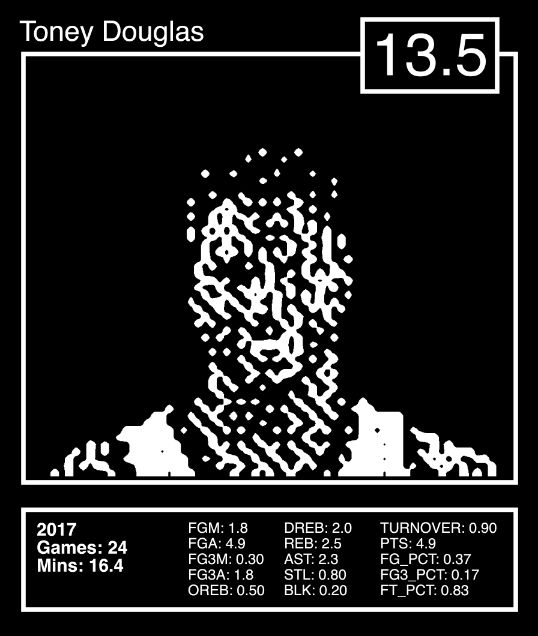 Toney Douglas
13.5
2017
Games: 24
Mins: 16.4
FGM: 1.8
FGA: 4.9
FG3M: 0.30
FG3A: 1.8
OREB: 0.50
DREB: 2.0
REB: 2.5
AST: 2.3
STL: 0.80
BLK: 0.20
TURNOVER: 0.90
PTS: 4.9
FG_PCT: 0.37
FG3_PCT: 0.17
FT_PCT: 0.83